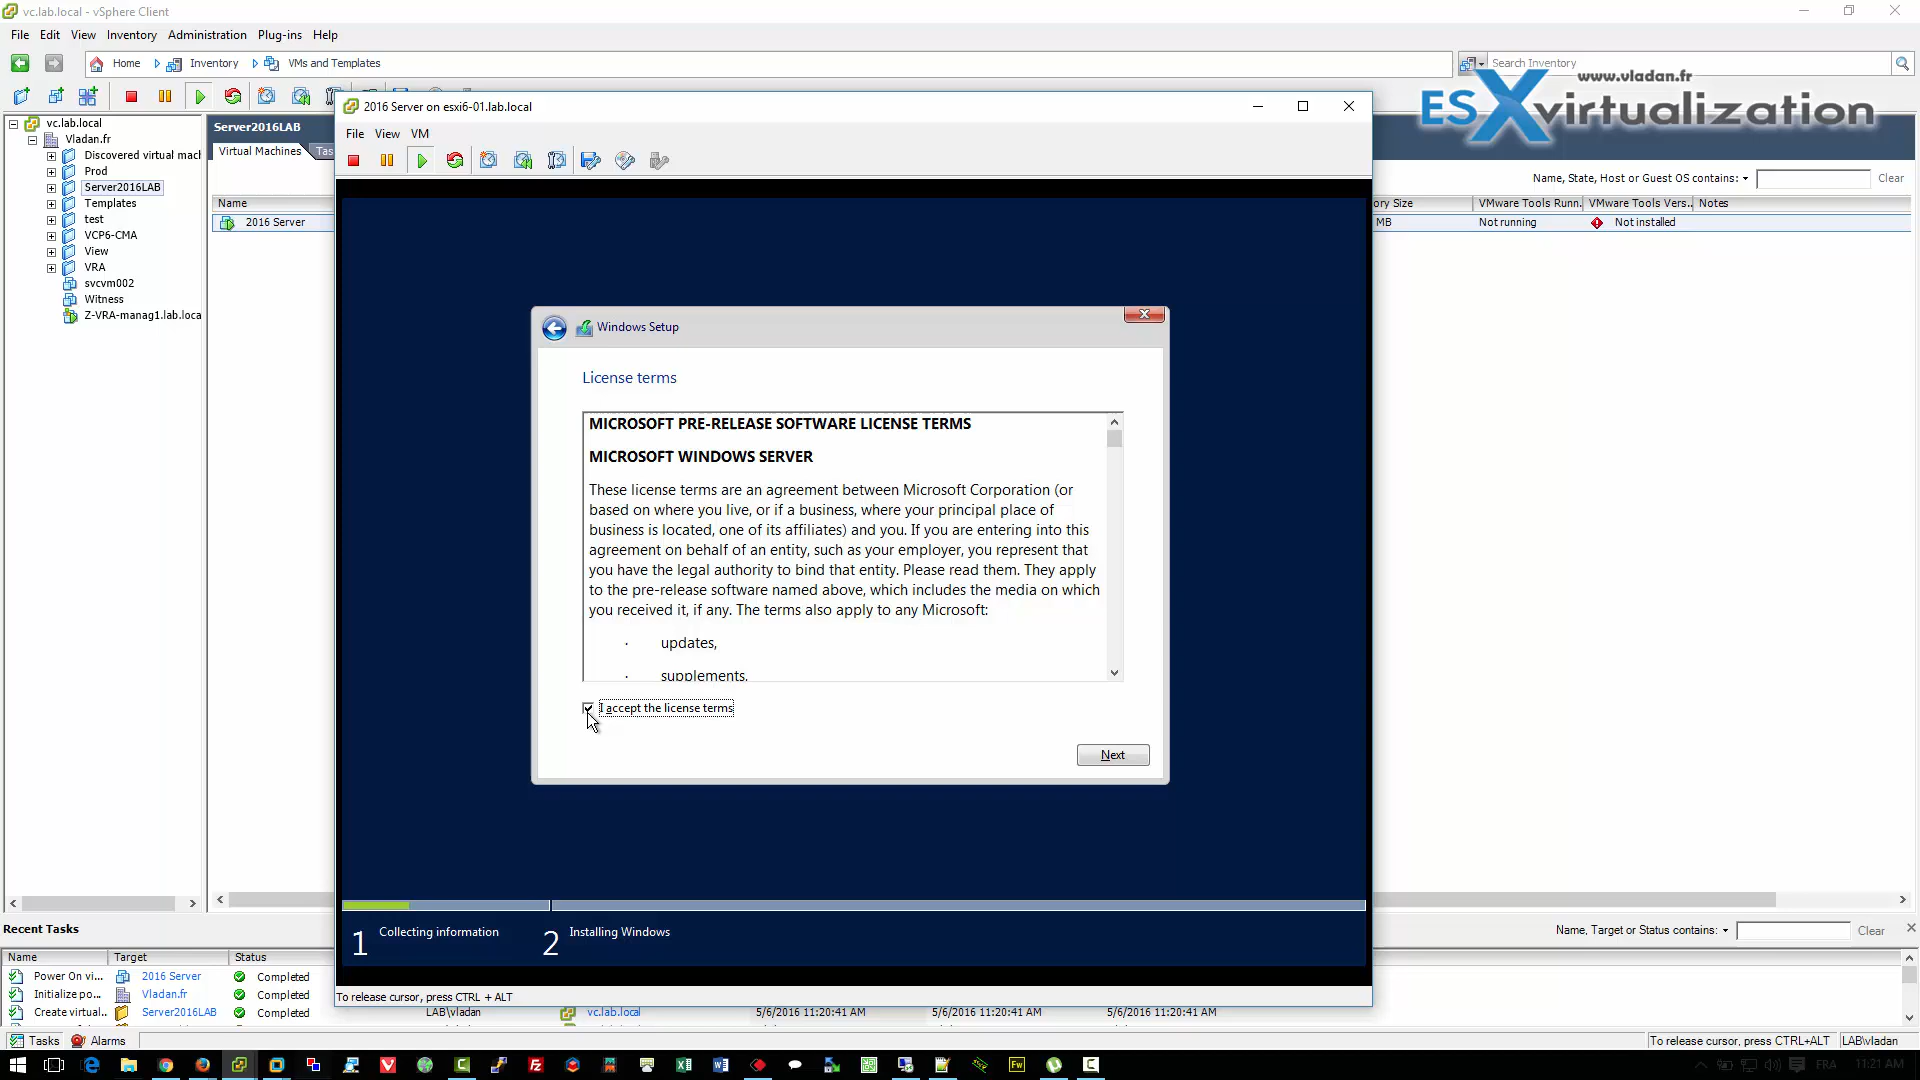 vc.lab.local - vSphere Client
File Edit View Inventory Administration Plug-ins Help
Home Inventory VMs and Templates
Search Inventory
www.vladan.fr
ESXvirtualization
2016 Server on esxi6-01.lab.local
File View VM
vc.lab.local
Vladan.fr
Discovered virtual mach
Prod
Server2016LAB
Templates
test
VCP6-CMA
View
VRA
svcvm002
Witness
Z-VRA-manag1.lab.loca
Server2016LAB
Virtual Machines Tas
Name, State, Host or Guest OS contains: Clear
Name ory Size VMware Tools Runn. VMware Tools Vers.. Notes
2016 Server MB Not running Not installed
Windows Setup
License terms
MICROSOFT PRE-RELEASE SOFTWARE LICENSE TERMS
MICROSOFT WINDOWS SERVER
These license terms are an agreement between Microsoft Corporation (or
based on where you live, or if a business, where your principal place of
business is located, one of its affiliates) and you. If you are entering into this
agreement on behalf of an entity, such as your employer, you represent that
you have the legal authority to bind that entity. Please read them. They apply
to the pre-release software named above, which includes the media on which
you received it, if any. The terms also apply to any Microsoft:
· updates,
· supplements,
I accept the license terms
Next
1 Collecting information 2 Installing Windows
To release cursor, press CTRL + ALT
Recent Tasks
Name, Target or Status contains: Clear
Name Target Status
Power On vi... 2016 Server Completed
Initialize po... Vladan.fr Completed
Create virtual... Server2016LAB Completed LAB\vladan vc.lab.local 5/6/2016 11:20:41 AM 5/6/2016 11:20:41 AM 5/6/2016 11:20:41 AM
Tasks Alarms
To release cursor, press CTRL+ALT LAB\vladan
FRA 11:21 AM